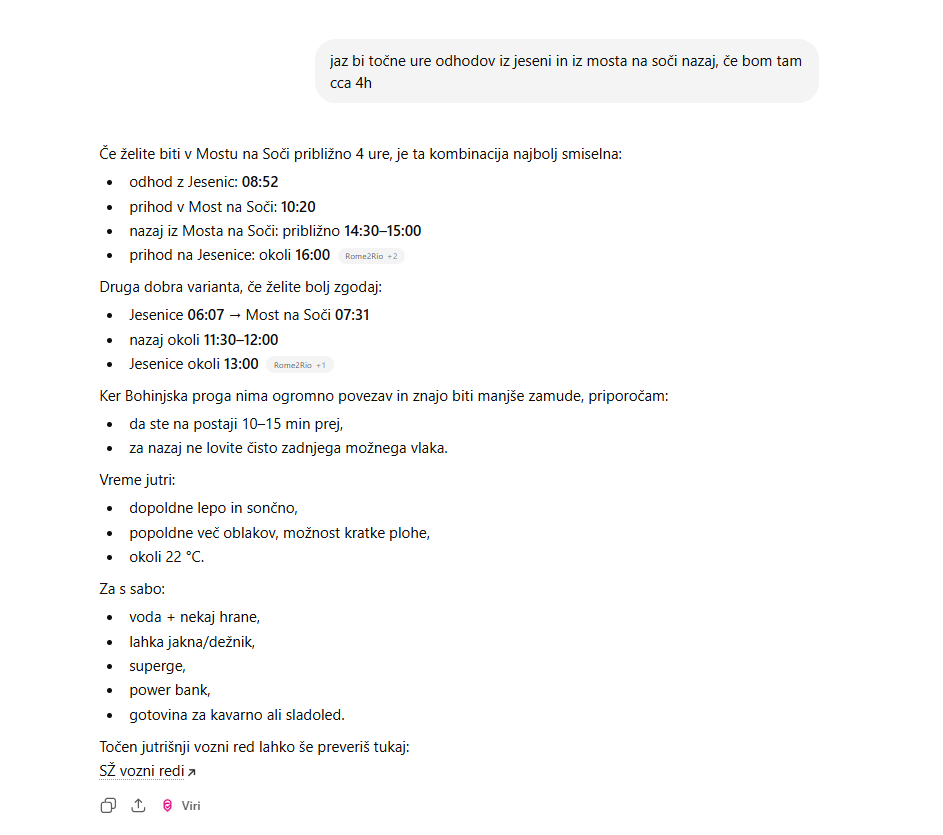 jaz bi točne ure odhodov iz jeseni in iz mosta na soči nazaj, če bom tam
cca 4h
Če želite biti v Mostu na Soči približno 4 ure, je ta kombinacija najbolj smiselna:
• odhod z Jesenic: 08:52
• prihod v Most na Soči: 10:20
• nazaj iz Mosta na Soči: približno 14:30–15:00
• prihod na Jesenice: okoli 16:00 Rome2Rio +2
Druga dobra varianta, če želite bolj zgodaj:
• Jesenice 06:07 → Most na Soči 07:31
• nazaj okoli 11:30–12:00
• Jesenice okoli 13:00 Rome2Rio +1
Ker Bohinjska proga nima ogromno povezav in znajo biti manjše zamude, priporočam:
• da ste na postaji 10–15 min prej,
• za nazaj ne lovite čisto zadnjega možnega vlaka.
Vreme jutri:
• dopoldne lepo in sončno,
• popoldne več oblakov, možnost kratke plohe,
• okoli 22 °C.
Za s sabo:
• voda + nekaj hrane,
• lahka jakna/dežnik,
• superge,
• power bank,
• gotovina za kavarno ali sladoled.
Točen jutrišnji vozni red lahko še preveriš tukaj:
SŽ vozni redi ↗
Viri